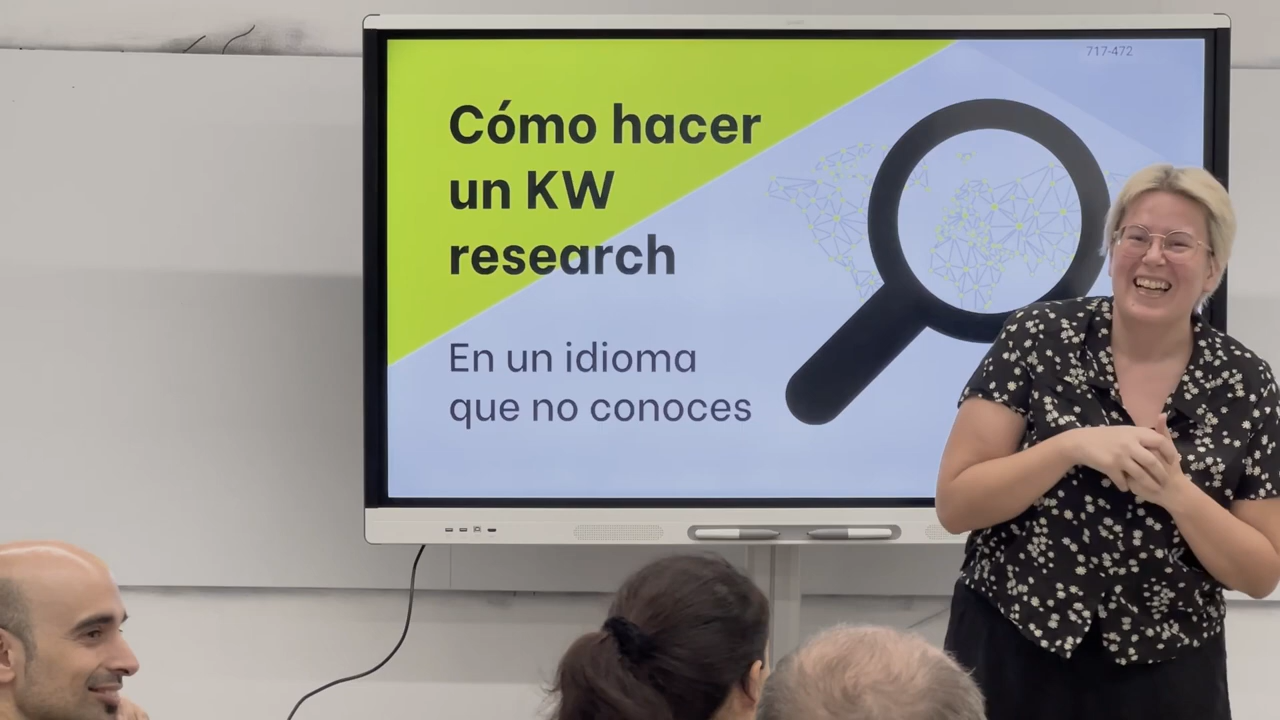 717-472
Cómo hacer
un KW
research
En un idioma
que no conoces